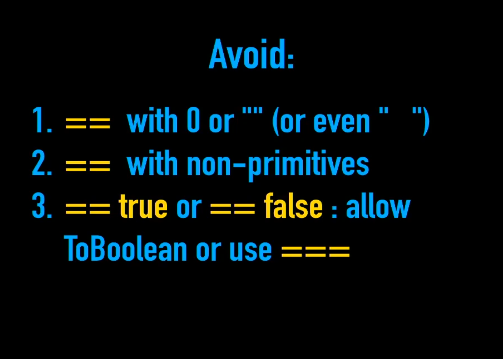 Avoid:
1. == with 0 or "" (or even "   ")
2. == with non-primitives
3. == true or == false : allow
ToBoolean or use ===